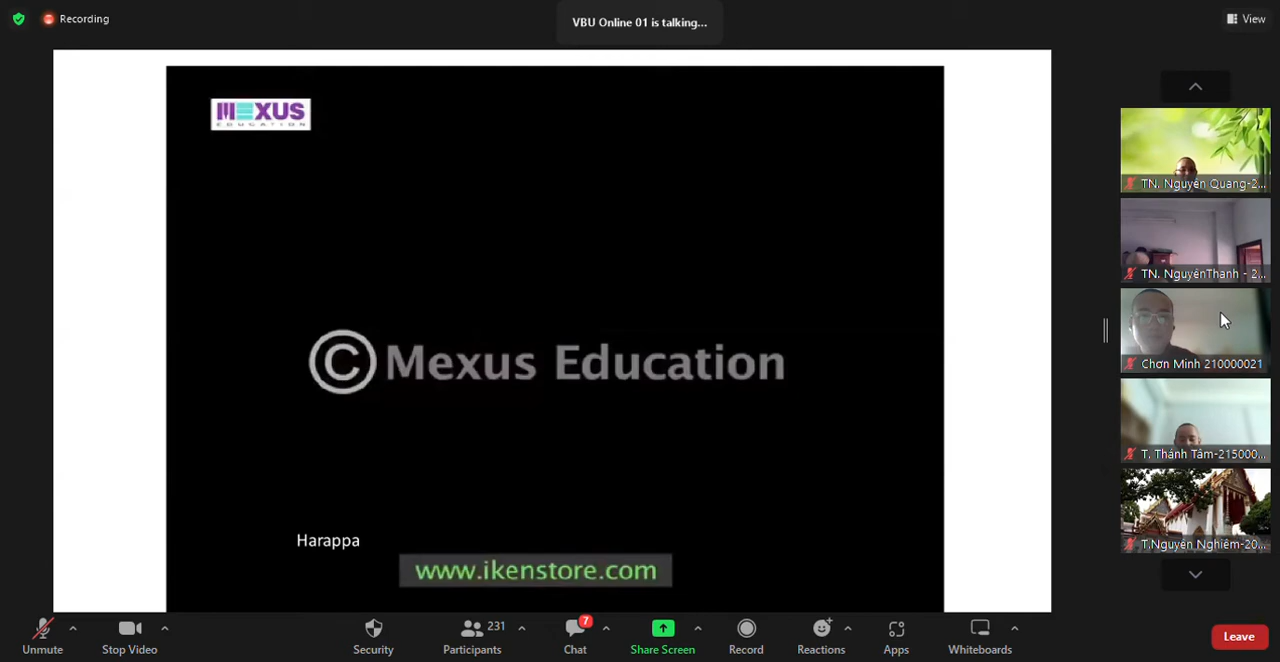 Recording
VBU Online 01 is talking...
View
MEXUS
EDUCATION
© Mexus Education
Harappa
www.ikenstore.com
TN. Nguyên Quang-2...
TN. NguyênThanh - 2...
Chơn Minh 210000021
T. Thánh Tâm-215000...
T.Nguyên Nghiêm-20...
Unmute
Stop Video
Security
231
Participants
7
Chat
Share Screen
Record
Reactions
Apps
Whiteboards
Leave